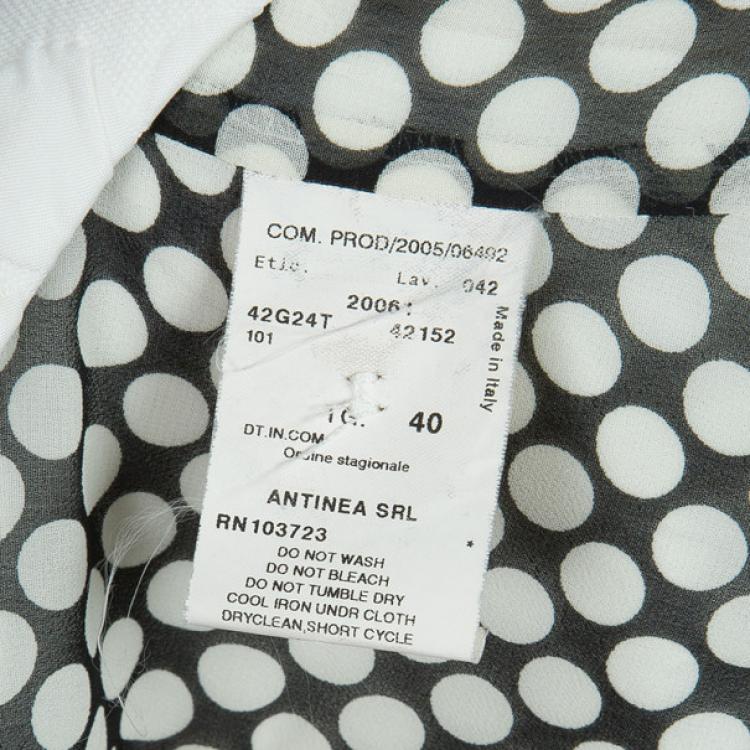 COM. PROD/2005/06492
Etic. Lav. 042
2006
42G24T 42152
101
Made in Italy
TG. 40
DT.IN.COM
Ordine stagionale
ANTINEA SRL
RN103723 *
DO NOT WASH
DO NOT BLEACH
DO NOT TUMBLE DRY
COOL IRON UNDR CLOTH
DRYCLEAN,SHORT CYCLE